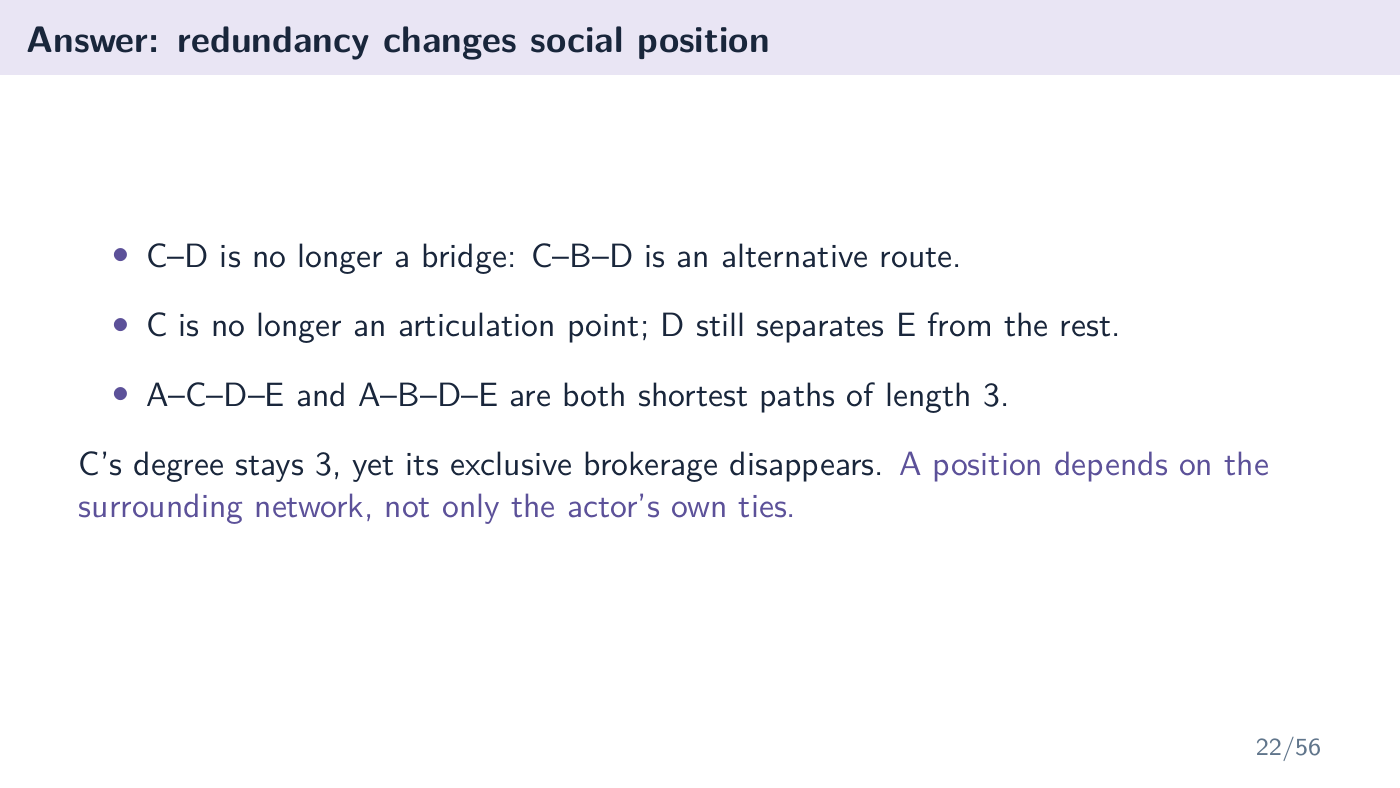 Answer: redundancy changes social position
• C–D is no longer a bridge: C–B–D is an alternative route.
• C is no longer an articulation point; D still separates E from the rest.
• A–C–D–E and A–B–D–E are both shortest paths of length 3.
C’s degree stays 3, yet its exclusive brokerage disappears. A position depends on the
surrounding network, not only the actor’s own ties.
22/56